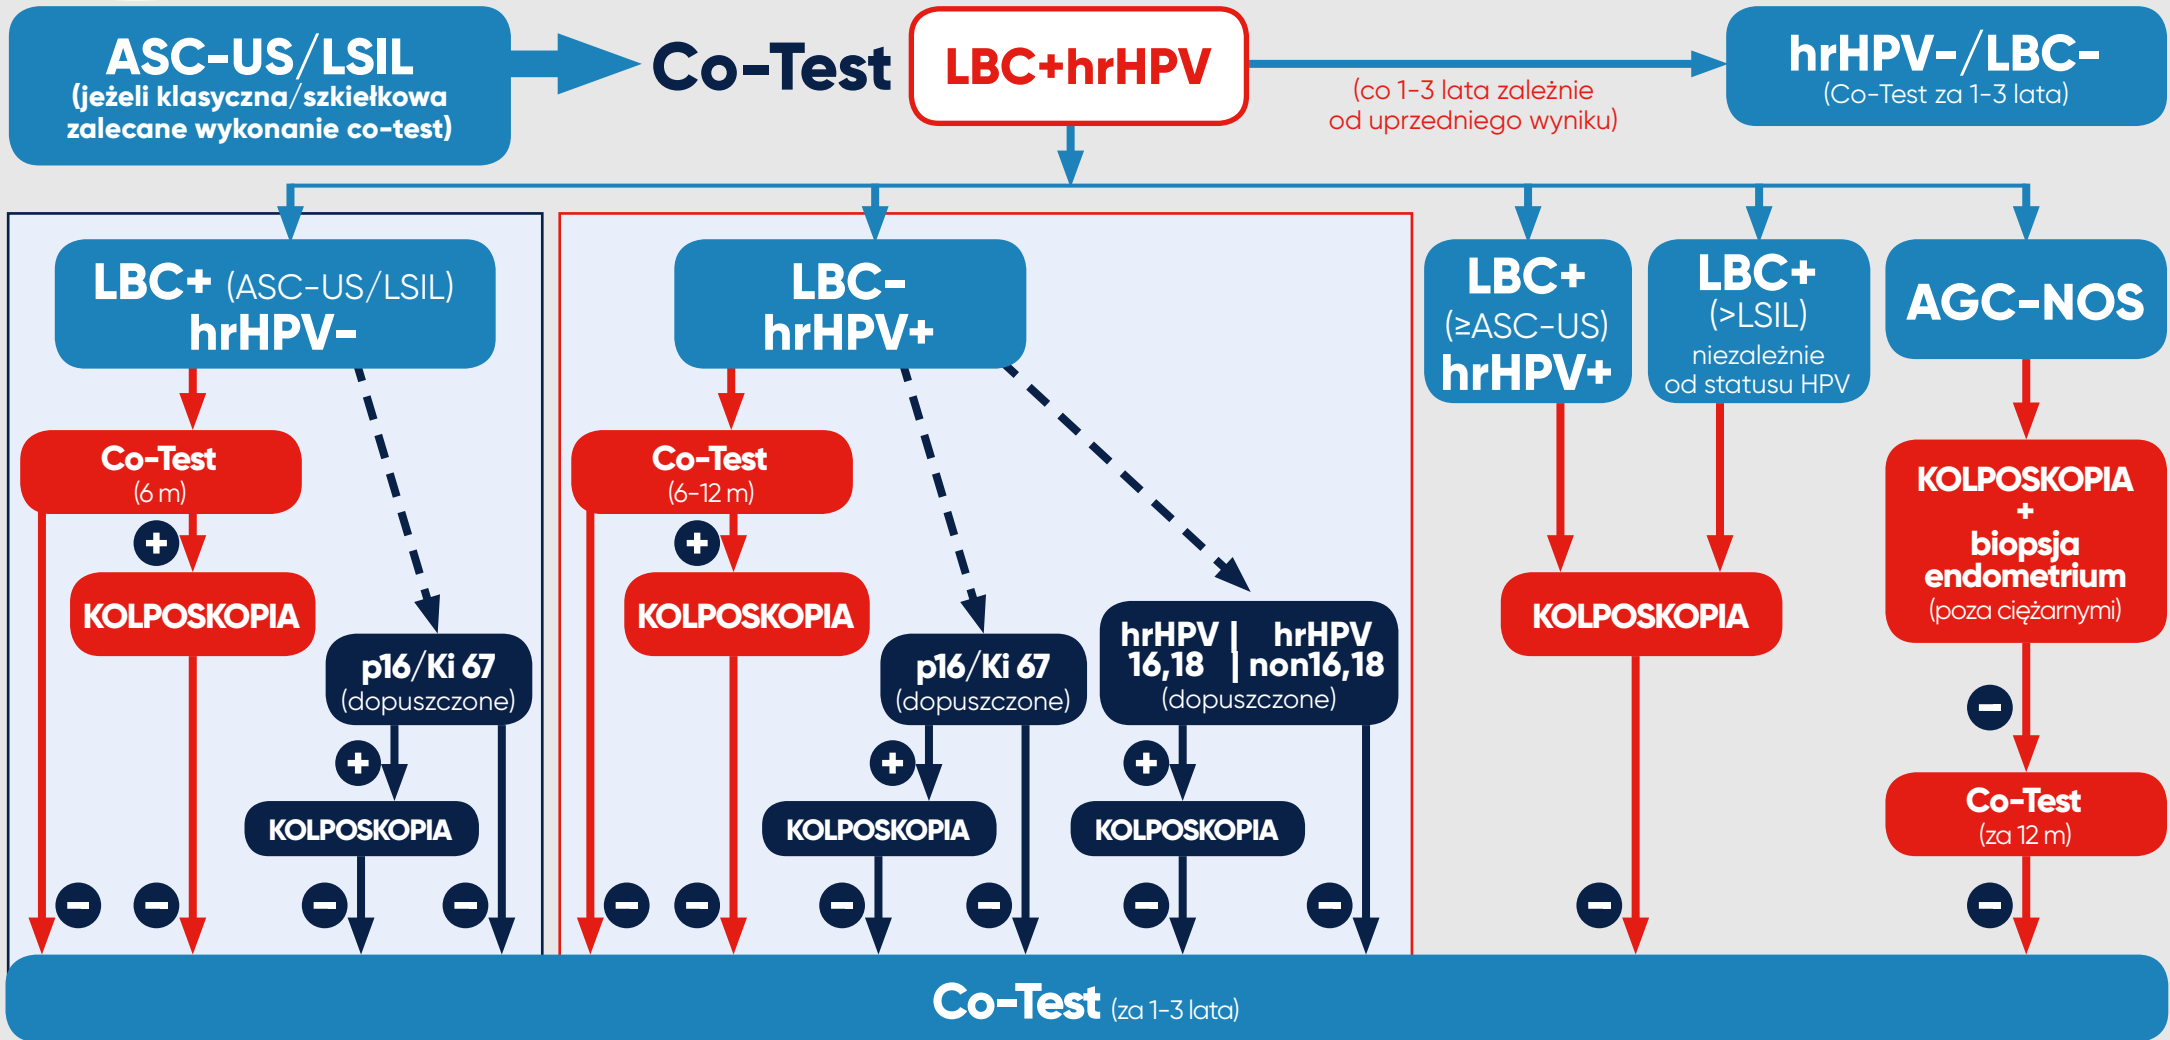 ASC-US/LSIL
(jeżeli klasyczna/szkiełkowa
zalecane wykonanie co-test)
Co-Test
LBC+hrHPV
(co 1-3 lata zależnie
od uprzedniego wyniku)
hrHPV-/LBC-
(Co-Test za 1-3 lata)
LBC+ (ASC-US/LSIL)
hrHPV-
LBC-
hrHPV+
LBC+
(≥ASC-US)
hrHPV+
LBC+
(>LSIL)
niezależnie
od statusu HPV
AGC-NOS
Co-Test
(6 m)
+
KOLPOSKOPIA
p16/Ki 67
(dopuszczone)
+
KOLPOSKOPIA
−
−
−
−
Co-Test
(6-12 m)
+
KOLPOSKOPIA
p16/Ki 67
(dopuszczone)
+
KOLPOSKOPIA
hrHPV | hrHPV
16,18 | non16,18
(dopuszczone)
+
KOLPOSKOPIA
−
−
−
−
−
−
KOLPOSKOPIA
−
KOLPOSKOPIA
+
biopsja
endometrium
(poza ciężarnymi)
−
Co-Test
(za 12 m)
−
Co-Test (za 1-3 lata)